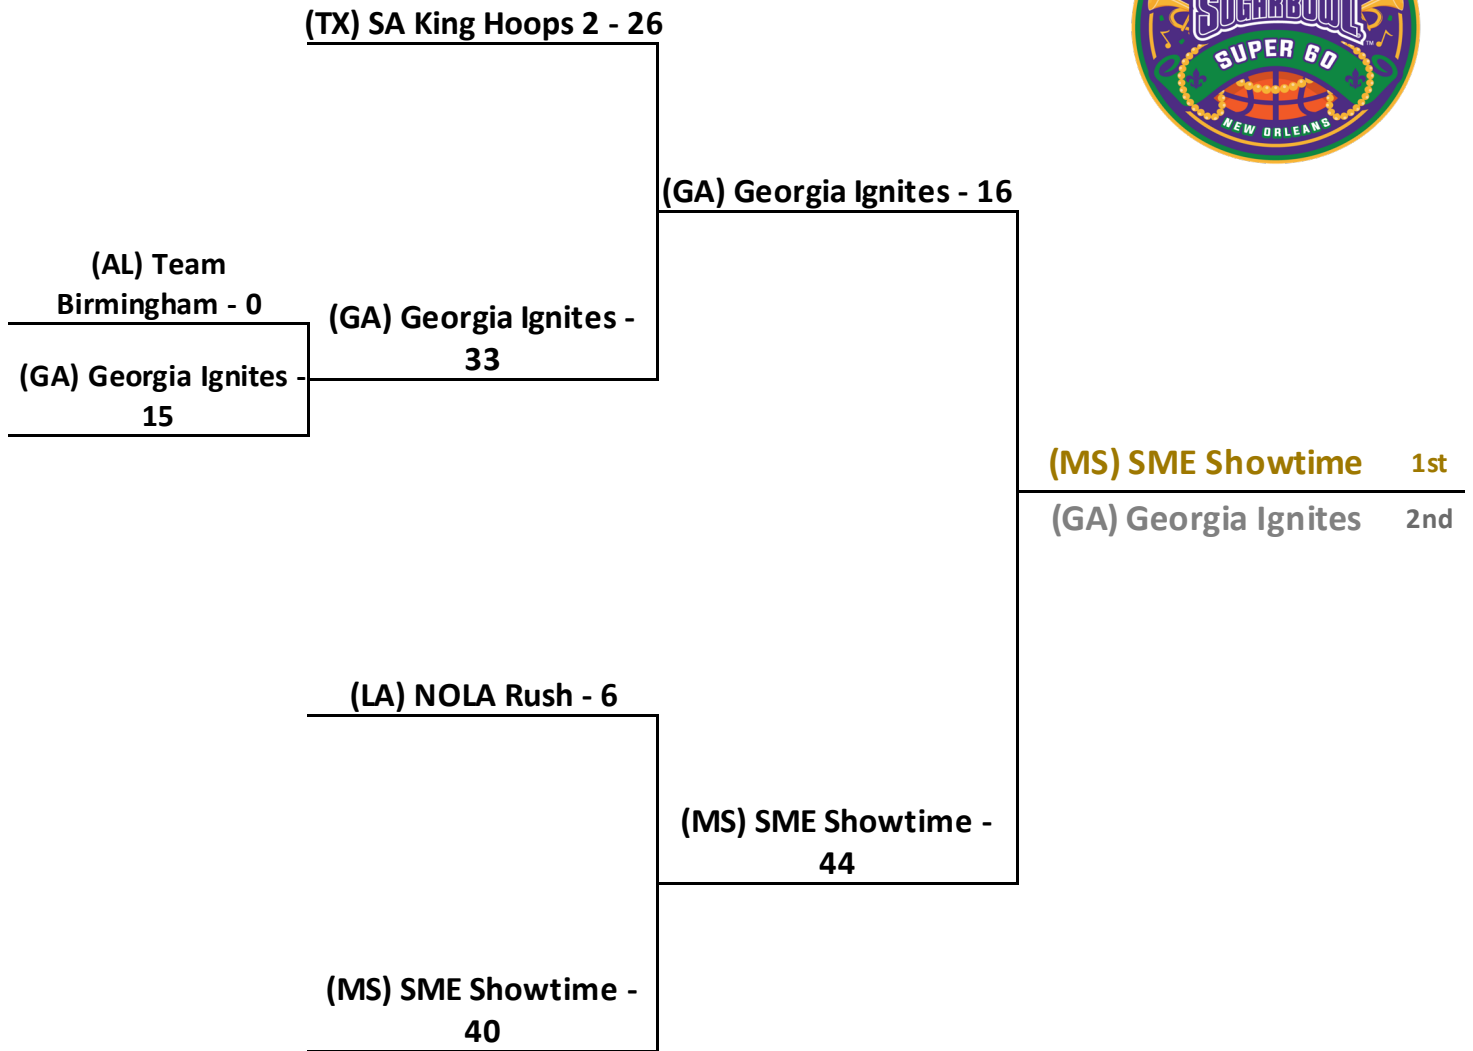 (TX) SA King Hoops 2 - 26
SUGARBOWL
TM
SUPER 60
NEW ORLEANS
(GA) Georgia Ignites - 16
(AL) Team
Birmingham - 0
(GA) Georgia Ignites -
33
(GA) Georgia Ignites -
15
(MS) SME Showtime 1st
(GA) Georgia Ignites 2nd
(LA) NOLA Rush - 6
(MS) SME Showtime -
44
(MS) SME Showtime -
40